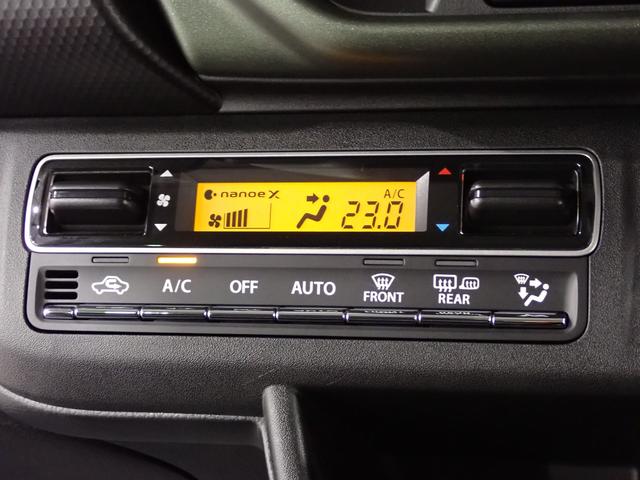 nanoe X
A/C
23.0
A/C
OFF
AUTO
FRONT
REAR